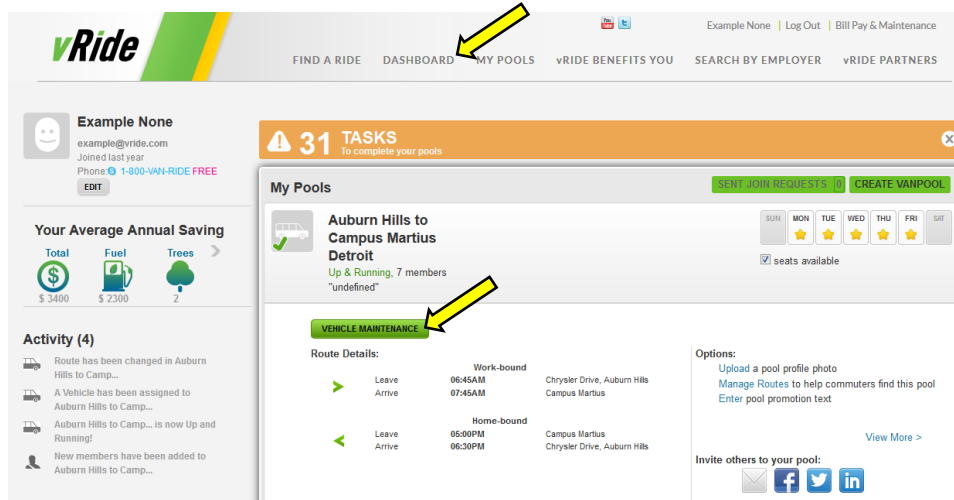 vRide
You Tube
Example None | Log Out | Bill Pay & Maintenance
FIND A RIDE DASHBOARD MY POOLS vRIDE BENEFITS YOU SEARCH BY EMPLOYER vRIDE PARTNERS
Example None
example@vride.com
Joined last year
Phone: 1-800-VAN-RIDE FREE
EDIT
31 TASKS
To complete your pools
My Pools
SENT JOIN REQUESTS 0 CREATE VANPOOL
Auburn Hills to
Campus Martius
Detroit
Up & Running, 7 members
"undefined"
SUN MON TUE WED THU FRI SAT
seats available
Your Average Annual Saving
Total Fuel Trees
$ 3400 $ 2300 2
Activity (4)
Route has been changed in Auburn
Hills to Camp...
A Vehicle has been assigned to
Auburn Hills to Camp...
Auburn Hills to Camp... is now Up and
Running!
New members have been added to
Auburn Hills to Camp...
VEHICLE MAINTENANCE
Route Details:
Work-bound
Leave 06:45AM Chrysler Drive, Auburn Hills
Arrive 07:45AM Campus Martius
Home-bound
Leave 05:00PM Campus Martius
Arrive 06:30PM Chrysler Drive, Auburn Hills
Options:
Upload a pool profile photo
Manage Routes to help commuters find this pool
Enter pool promotion text
View More >
Invite others to your pool: